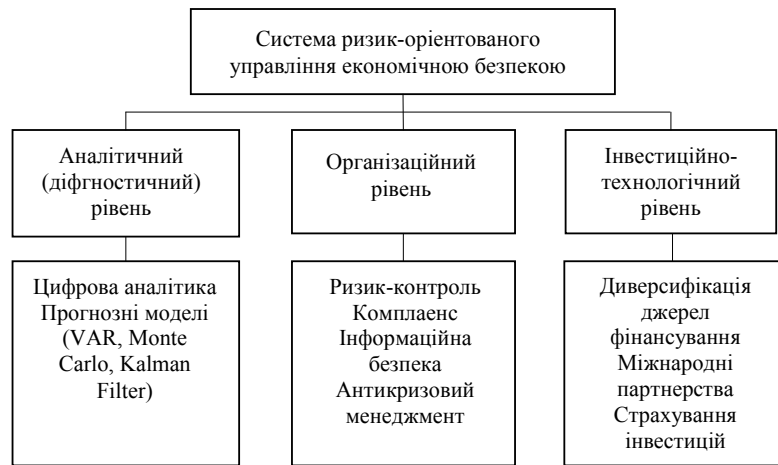 Система ризик-орієнтованого
управління економічною безпекою
Аналітичний
(діфгностичний)
рівень
Організаційний
рівень
Інвестиційно-
технологічний
рівень
Цифрова аналітика
Прогнозні моделі
(VAR, Monte
Carlo, Kalman
Filter)
Ризик-контроль
Комплаенс
Інформаційна
безпека
Антикризовий
менеджмент
Диверсифікація
джерел
фінансування
Міжнародні
партнерства
Страхування
інвестицій